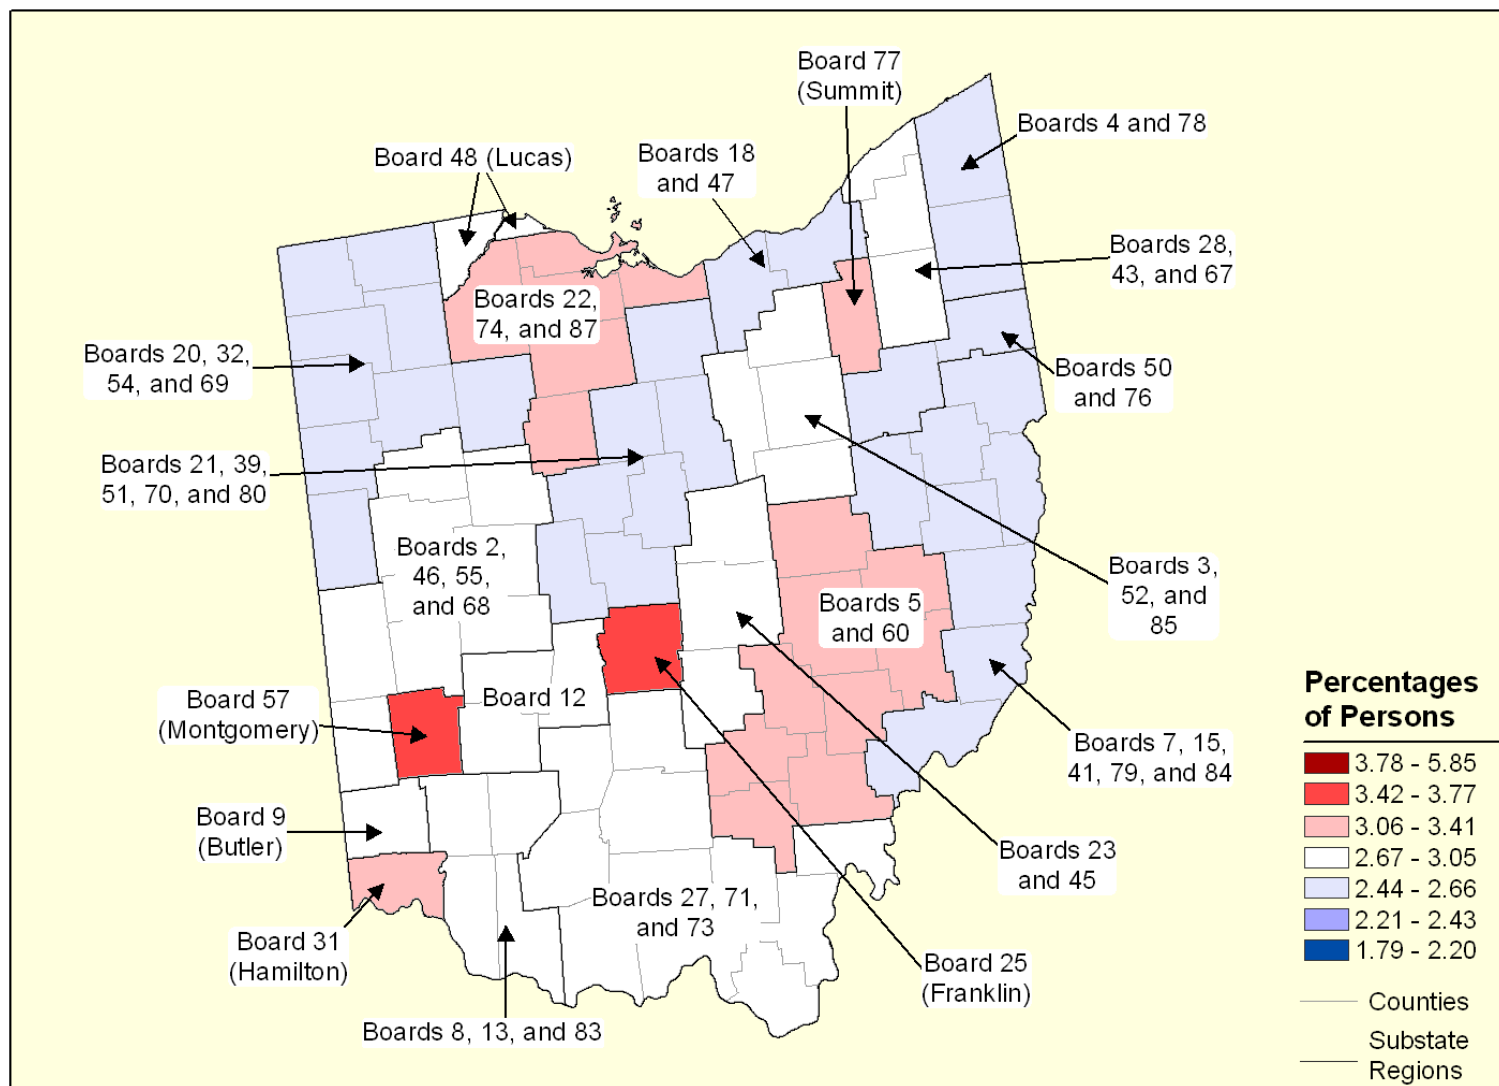 Board 77
(Summit)
Boards 4 and 78
Board 48 (Lucas)
Boards 18
and 47
Boards 28,
43, and 67
Boards 22,
74, and 87
Boards 20, 32,
54, and 69
Boards 50
and 76
Boards 21, 39,
51, 70, and 80
Boards 2,
46, 55,
and 68
Boards 3,
52, and
85
Boards 5
and 60
Board 57
(Montgomery)
Board 12
Boards 7, 15,
41, 79, and 84
Board 9
(Butler)
Boards 23
and 45
Boards 27, 71,
and 73
Board 31
(Hamilton)
Board 25
(Franklin)
Boards 8, 13, and 83
Percentages
of Persons
3.78 - 5.85
3.42 - 3.77
3.06 - 3.41
2.67 - 3.05
2.44 - 2.66
2.21 - 2.43
1.79 - 2.20
Counties
Substate
Regions